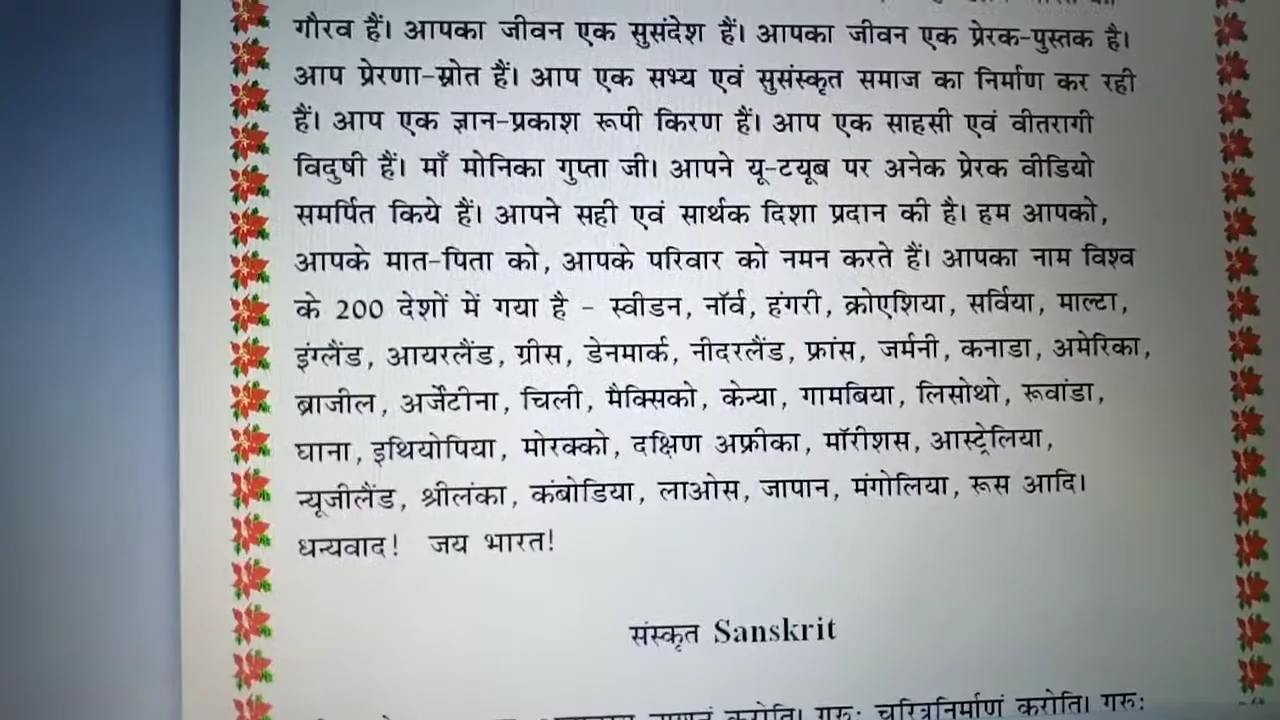 गौरव हैं। आपका जीवन एक सुसंदेश हैं। आपका जीवन एक प्रेरक-पुस्तक है।
आप प्रेरणा-स्रोत हैं। आप एक सभ्य एवं सुसंस्कृत समाज का निर्माण कर रही
हैं। आप एक ज्ञान-प्रकाश रूपी किरण हैं। आप एक साहसी एवं वीतरागी
विदुषी हैं। माँ मोनिका गुप्ता जी। आपने यू-टयूब पर अनेक प्रेरक वीडियो
समर्पित किये हैं। आपने सही एवं सार्थक दिशा प्रदान की है। हम आपको,
आपके मात-पिता को, आपके परिवार को नमन करते हैं। आपका नाम विश्व
के 200 देशों में गया है - स्वीडन, नॉर्व, हंगरी, क्रोएशिया, सर्विया, माल्टा,
इंग्लैंड, आयरलैंड, ग्रीस, डेनमार्क, नीदरलैंड, फ्रांस, जर्मनी, कनाडा, अमेरिका,
ब्राजील, अर्जेंटीना, चिली, मैक्सिको, केन्या, गामबिया, लिसोथो, रूवांडा,
घाना, इथियोपिया, मोरक्को, दक्षिण अफ्रीका, मॉरीशस, आस्ट्रेलिया,
न्यूजीलैंड, श्रीलंका, कंबोडिया, लाओस, जापान, मंगोलिया, रूस आदि।
धन्यवाद! जय भारत!
संस्कृत Sanskrit
करोति। गुरू: चरित्रनिर्माणं करोति। गुरू: